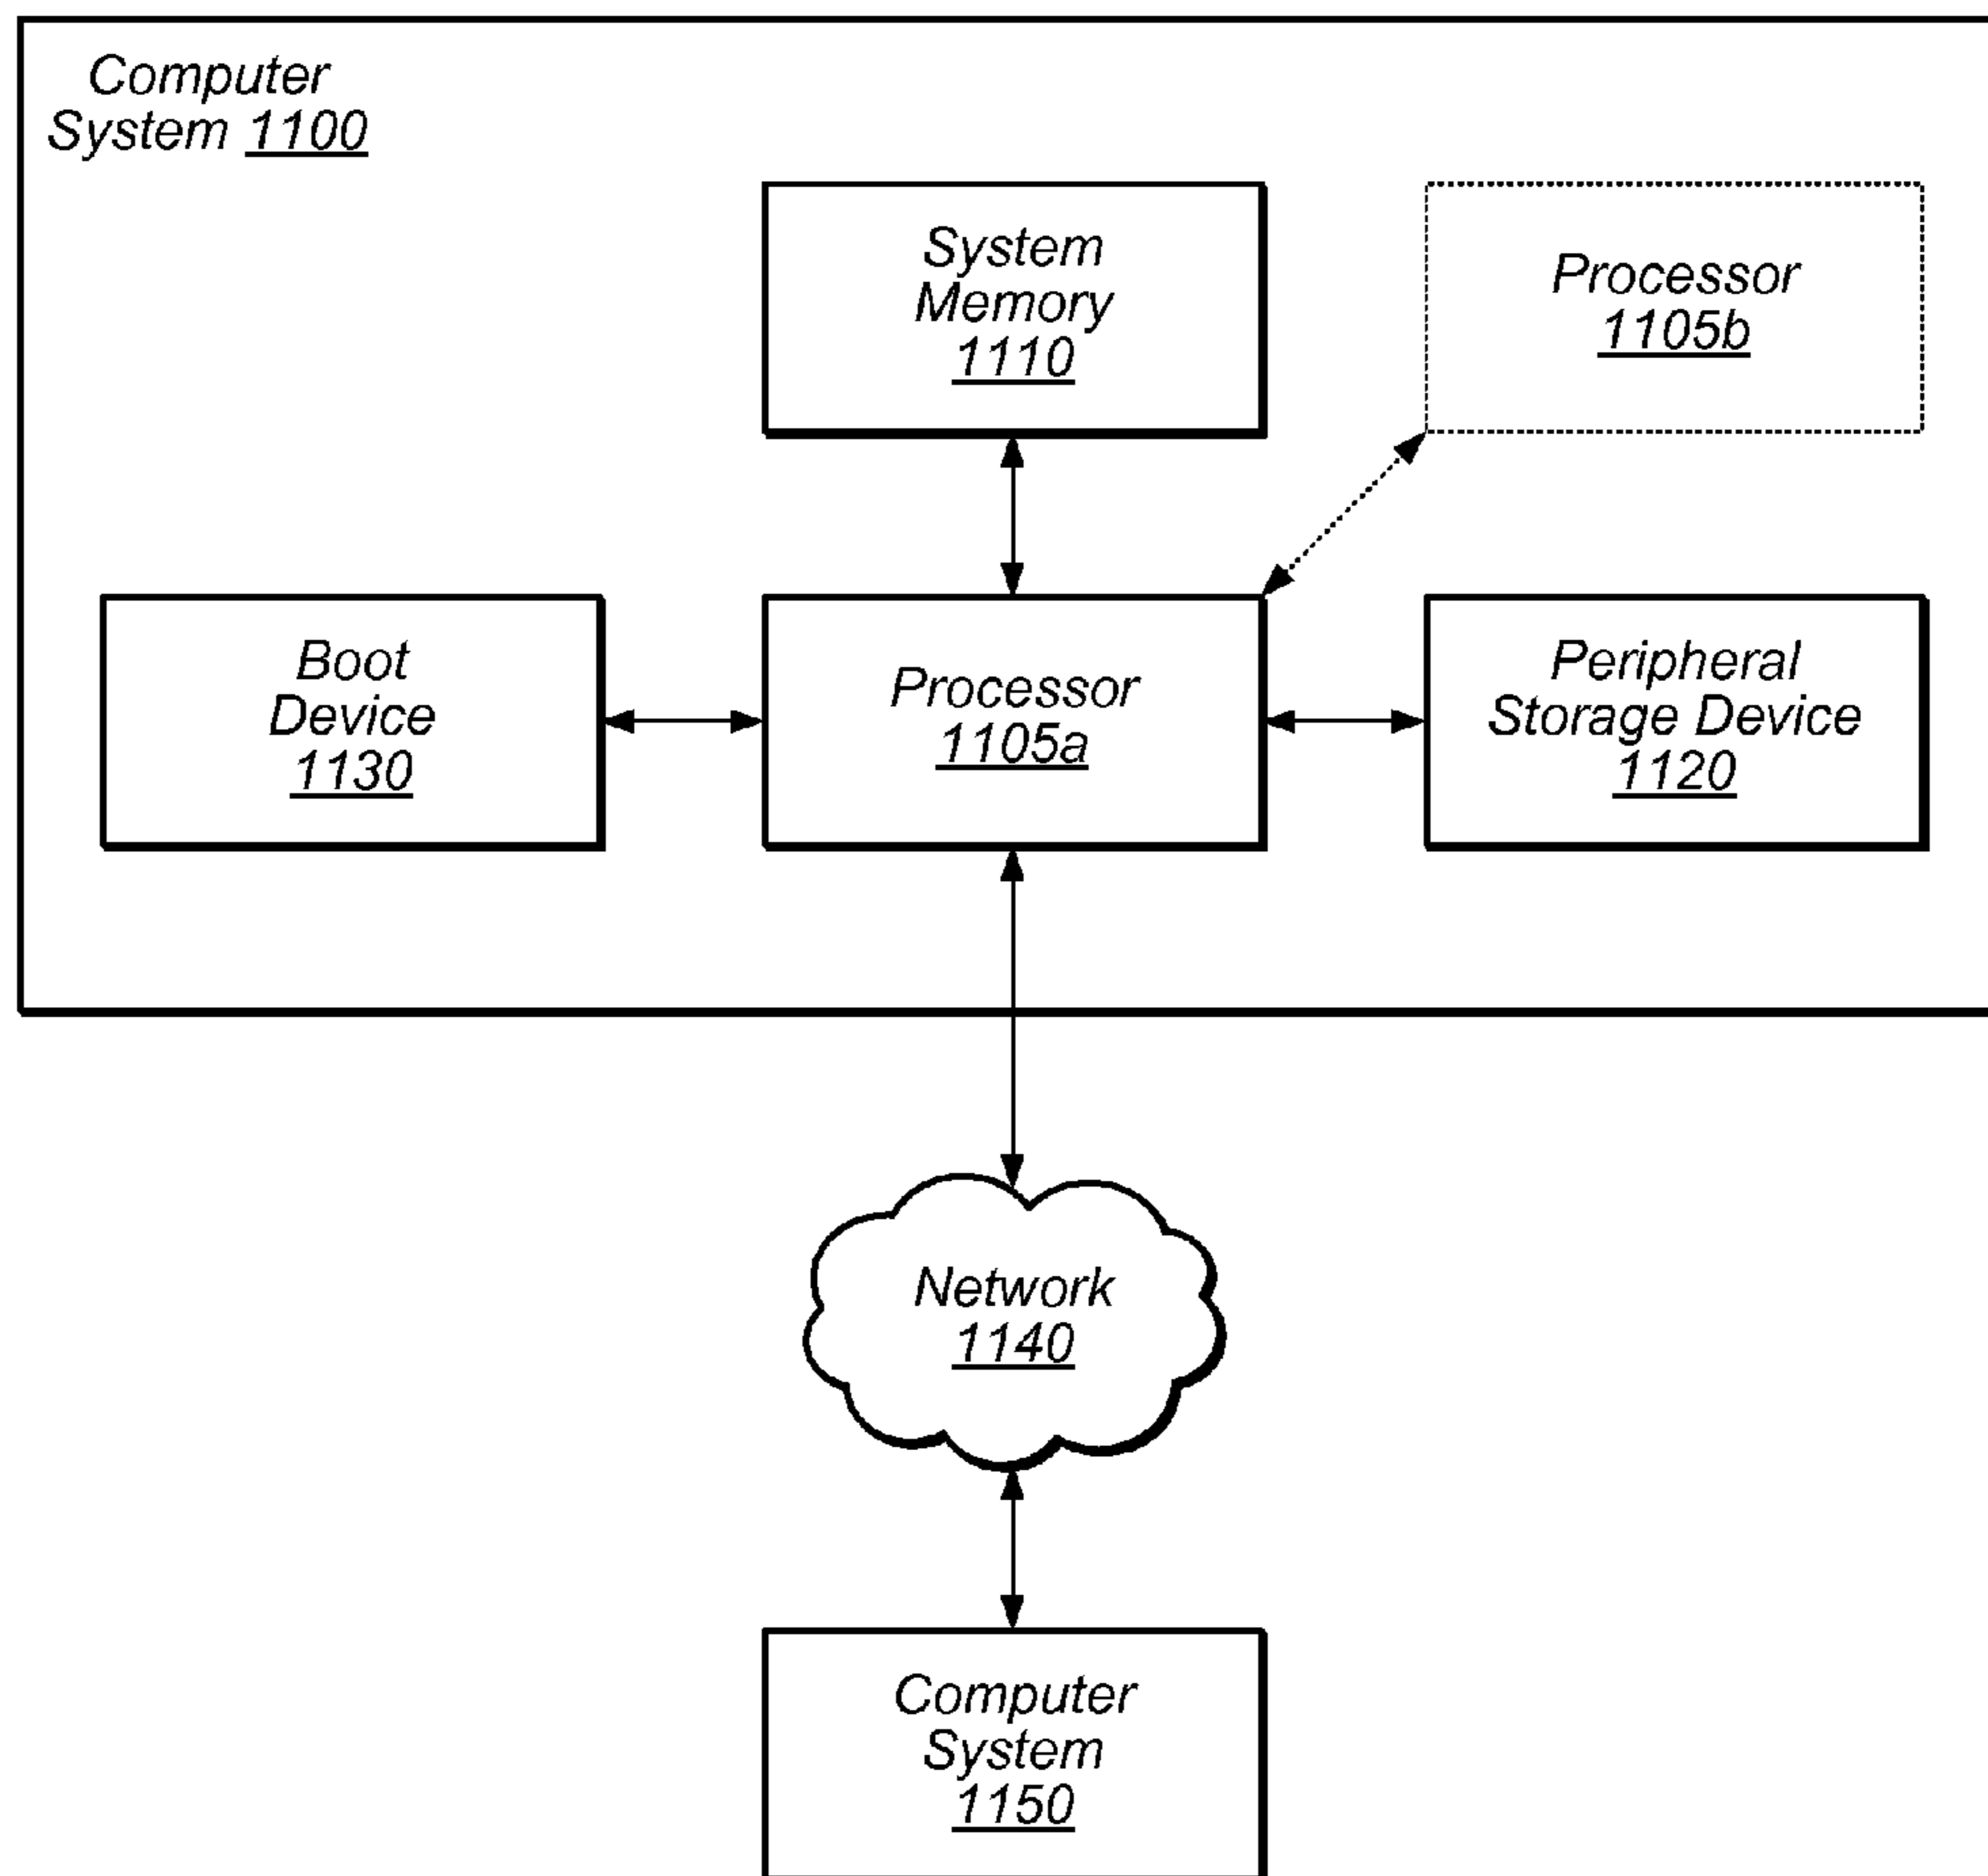 Computer
System 1100
System
Memory
1110
Processor
1105b
Boot
Device
1130
Processor
1105a
Peripheral
Storage Device
1120
Network
1140
Computer
System
1150